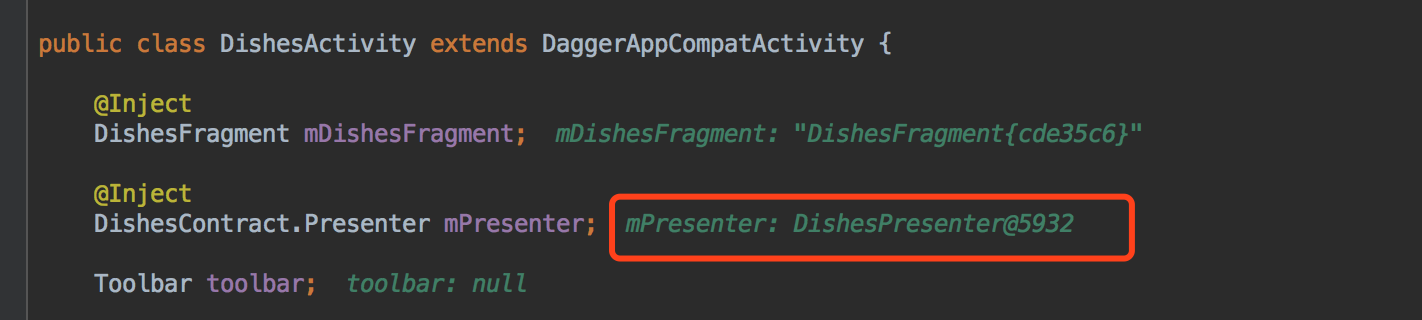 public class DishesActivity extends DaggerAppCompatActivity {
@Inject
DishesFragment mDishesFragment; mDishesFragment: "DishesFragment{cde35c6}"
@Inject
DishesContract.Presenter mPresenter; mPresenter: DishesPresenter@5932
Toolbar toolbar; toolbar: null